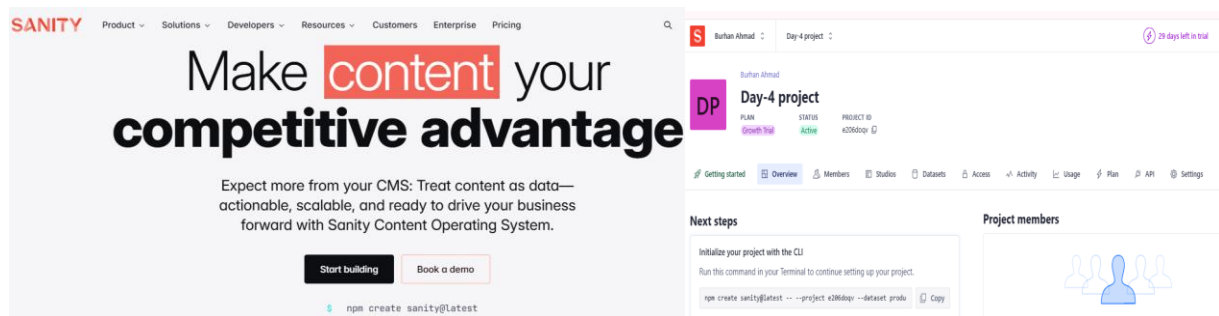 SANITY Product Solutions Developers Resources Customers Enterprise Pricing
Make content your
competitive advantage
Expect more from your CMS: Treat content as data—
actionable, scalable, and ready to drive your business
forward with Sanity Content Operating System.
Start building Book a demo
$ npm create sanity@latest
S Burhan Ahmad Day-4 project 29 days left in trial
Burhan Ahmad
DP Day-4 project
PLAN STATUS PROJECT ID
Growth Trial Active e206doqv
Getting started Overview Members Studios Datasets Access Activity Usage Plan API Settings
Next steps Project members
Initialize your project with the CLI
Run this command in your Terminal to continue setting up your project.
npm create sanity@latest -- --project e206doqv --dataset produ Copy